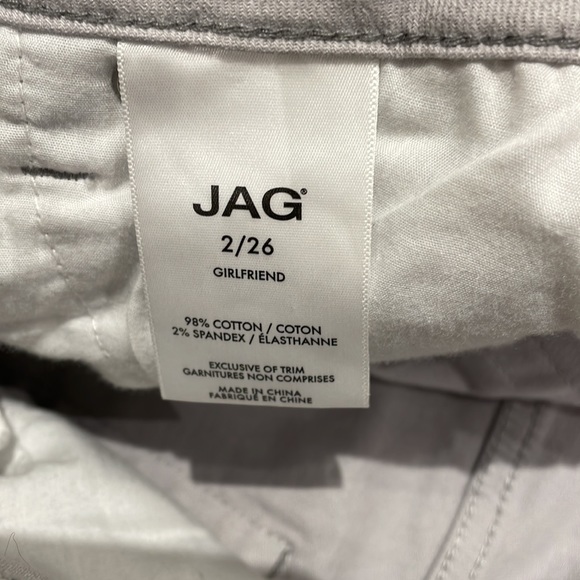 JAG®
2/26
GIRLFRIEND
98% COTTON / COTON
2% SPANDEX / ÉLASTHANNE
EXCLUSIVE OF TRIM
GARNITURES NON COMPRISES
MADE IN CHINA
FABRIQUÉ EN CHINE